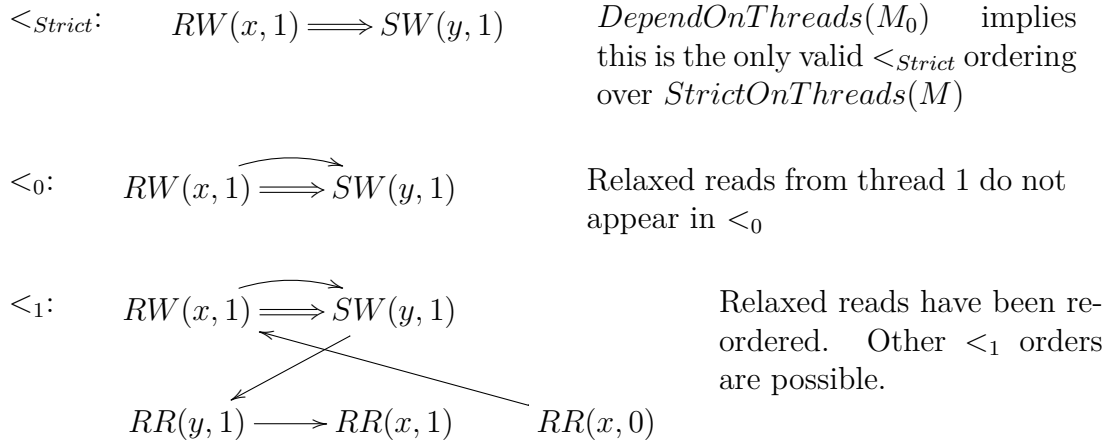 <Strict: RW(x, 1) ⟹ SW(y, 1) DependOnThreads(M0) implies
this is the only valid <Strict ordering
over StrictOnThreads(M)
<0: RW(x, 1) ⟹ SW(y, 1) Relaxed reads from thread 1 do not
appear in <0
<1: RW(x, 1) ⟹ SW(y, 1) Relaxed reads have been re-
ordered. Other <1 orders
are possible.
RR(y, 1) ⟶ RR(x, 1) RR(x, 0)